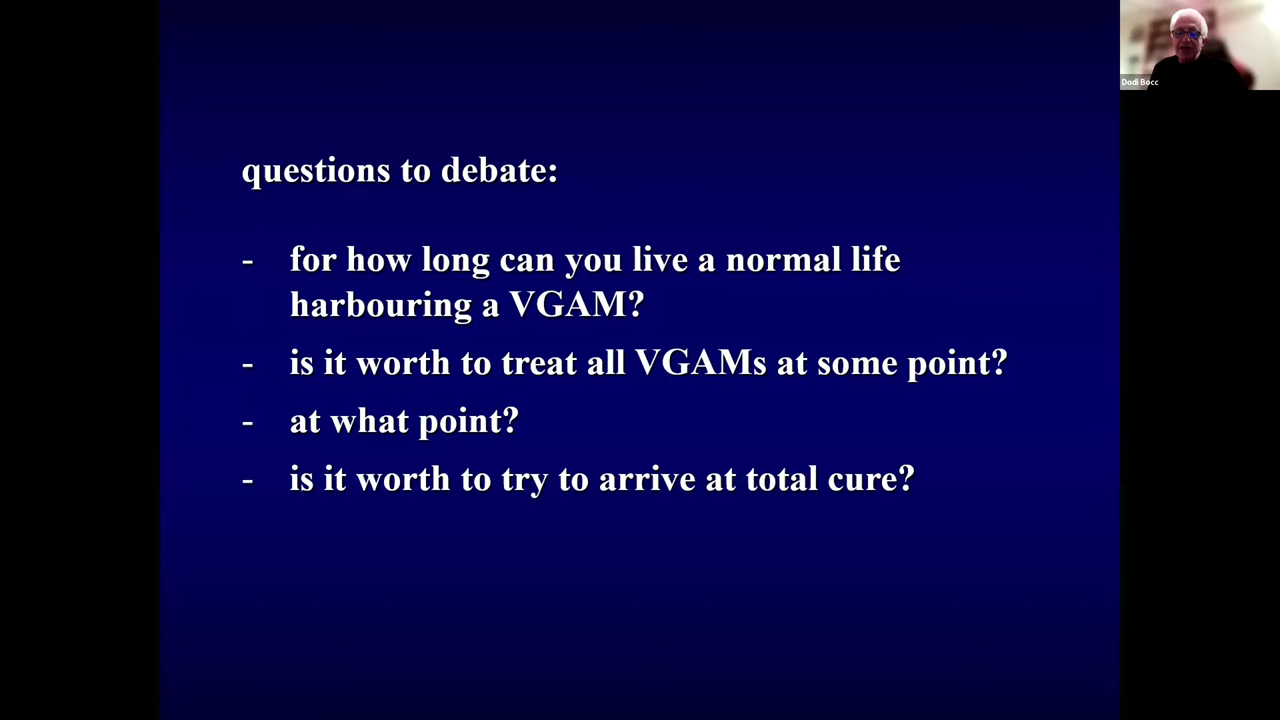 Dodi Bocc
questions to debate:
- for how long can you live a normal life
harbouring a VGAM?
- is it worth to treat all VGAMs at some point?
- at what point?
- is it worth to try to arrive at total cure?